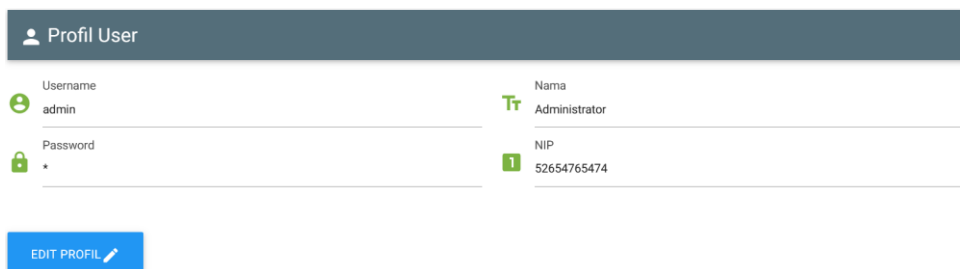 Profil User
Username
admin
Nama
Administrator
Password
*
NIP
52654765474
EDIT PROFIL